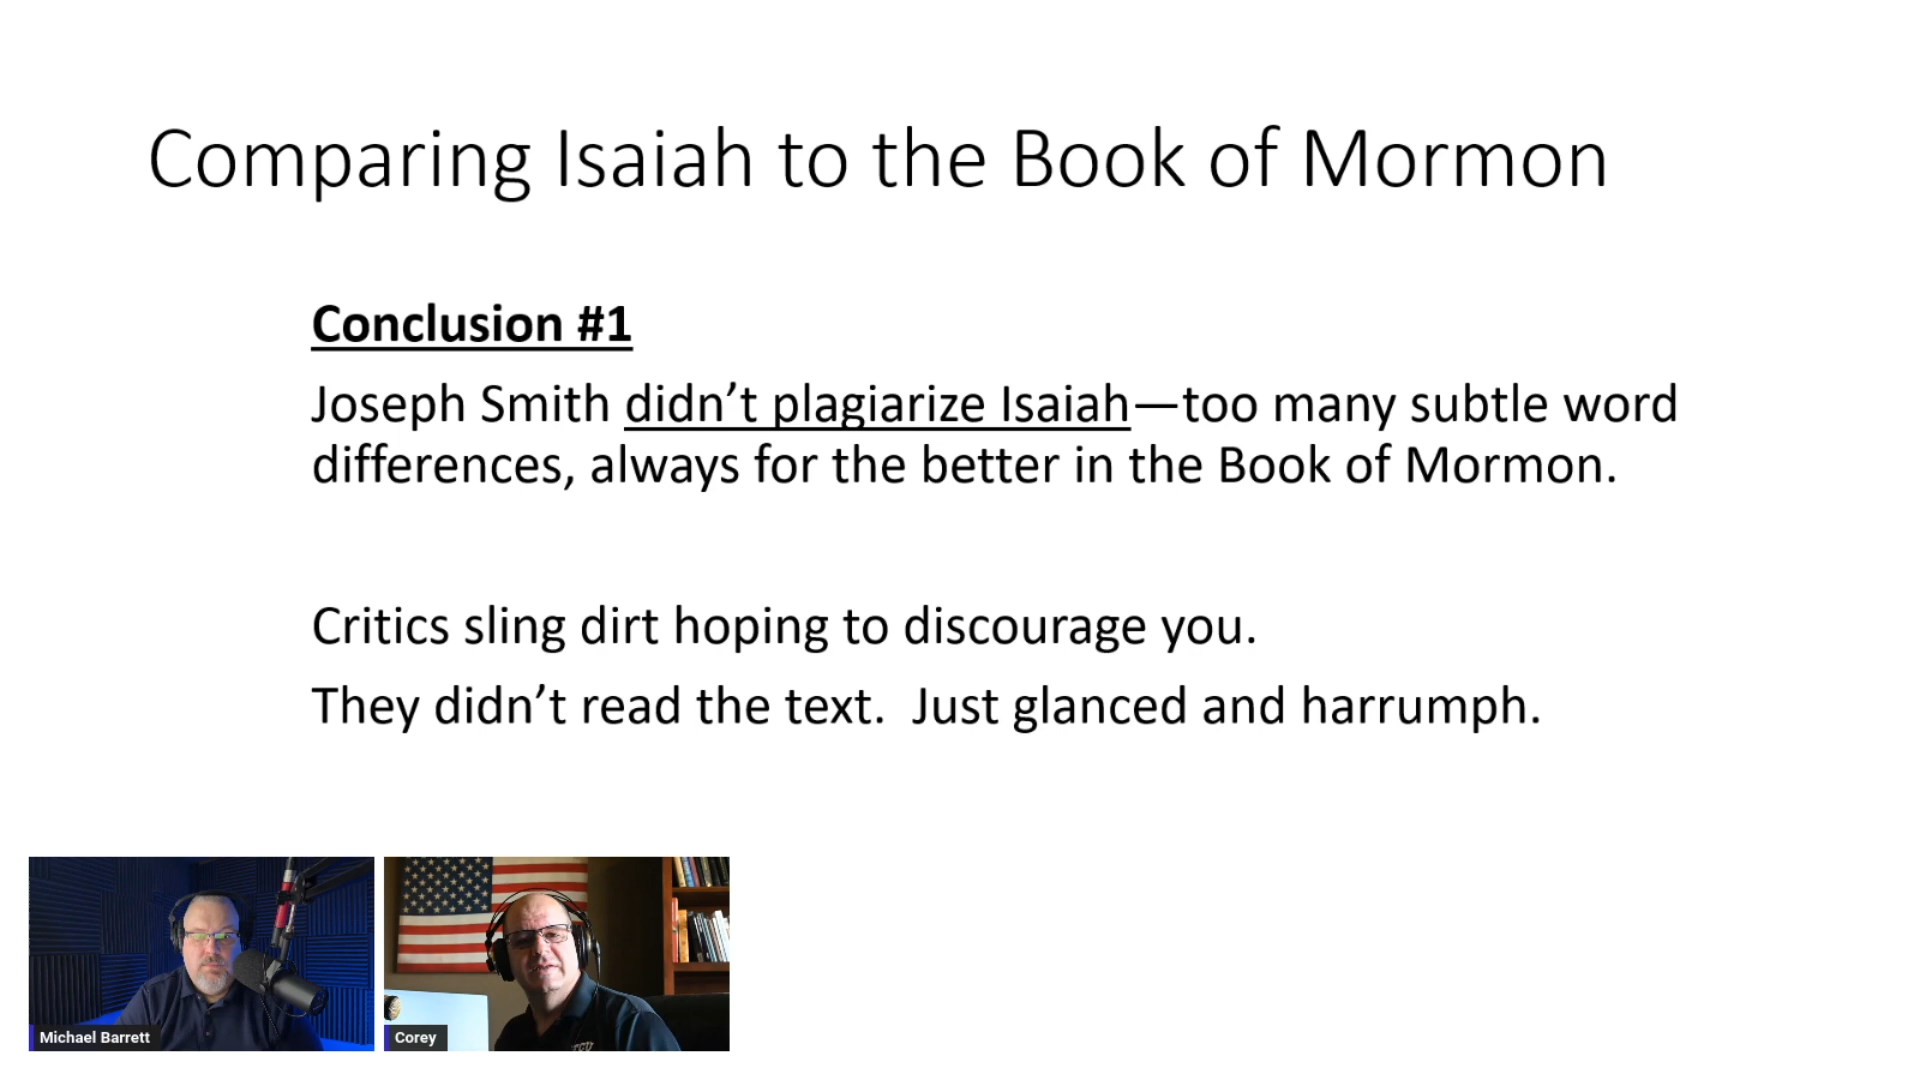 Comparing Isaiah to the Book of Mormon
Conclusion #1
Joseph Smith didn’t plagiarize Isaiah—too many subtle word
differences, always for the better in the Book of Mormon.
Critics sling dirt hoping to discourage you.
They didn’t read the text.  Just glanced and harrumph.
Michael Barrett
Corey
TCU